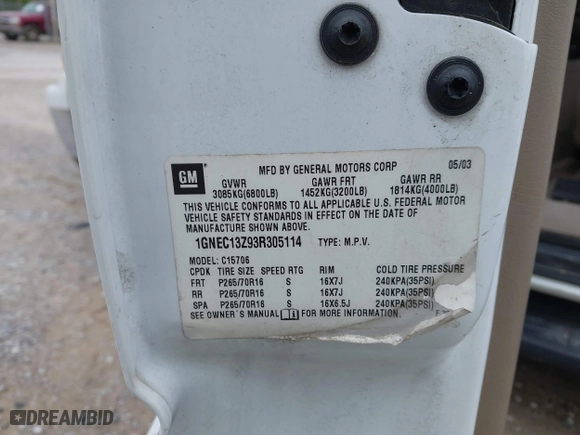 GM
MFD BY GENERAL MOTORS CORP 05/03
GVWR GAWR FRT GAWR RR
3085KG(6800LB) 1452KG(3200LB) 1814KG(4000LB)
THIS VEHICLE CONFORMS TO ALL APPLICABLE U.S. FEDERAL MOTOR
VEHICLE SAFETY STANDARDS IN EFFECT ON THE DATE OF
MANUFACTURE SHOWN ABOVE.
1GNEC13Z93R305114 TYPE: M.P.V.
MODEL: C15706
CPDK TIRE SIZE SPEED RTG RIM COLD TIRE PRESSURE
FRT P265/70R16 S 16X7J 240KPA(35PSI)
RR P265/70R16 S 16X7J 240KPA(35PSI)
SPA P265/70R16 S 16X6.5J 240KPA(35PSI)
SEE OWNER'S MANUAL FOR MORE INFORMATION.
DREAMBID